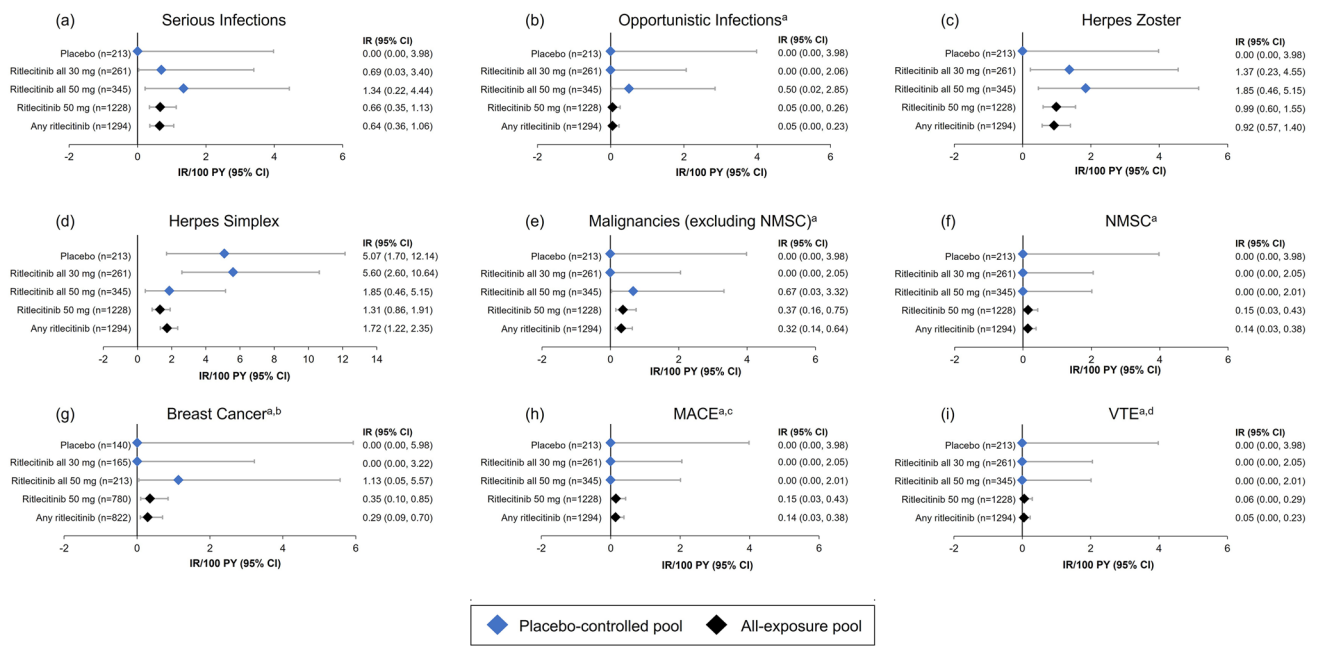 (a) Serious Infections
IR (95% CI)
Placebo (n=213) 0.00 (0.00, 3.98)
Ritlecitinib all 30 mg (n=261) 0.69 (0.03, 3.40)
Ritlecitinib all 50 mg (n=345) 1.34 (0.22, 4.44)
Ritlecitinib 50 mg (n=1228) 0.66 (0.35, 1.13)
Any ritlecitinib (n=1294) 0.64 (0.36, 1.06)
-2 0 2 4 6
IR/100 PY (95% CI)
(b) Opportunistic Infectionsᵃ
IR (95% CI)
Placebo (n=213) 0.00 (0.00, 3.98)
Ritlecitinib all 30 mg (n=261) 0.00 (0.00, 2.06)
Ritlecitinib all 50 mg (n=345) 0.50 (0.02, 2.85)
Ritlecitinib 50 mg (n=1228) 0.05 (0.00, 0.26)
Any ritlecitinib (n=1294) 0.05 (0.00, 0.23)
-2 0 2 4 6
IR/100 PY (95% CI)
(c) Herpes Zoster
IR (95% CI)
Placebo (n=213) 0.00 (0.00, 3.98)
Ritlecitinib all 30 mg (n=261) 1.37 (0.23, 4.55)
Ritlecitinib all 50 mg (n=345) 1.85 (0.46, 5.15)
Ritlecitinib 50 mg (n=1228) 0.99 (0.60, 1.55)
Any ritlecitinib (n=1294) 0.92 (0.57, 1.40)
-2 0 2 4 6
IR/100 PY (95% CI)
(d) Herpes Simplex
IR (95% CI)
Placebo (n=213) 5.07 (1.70, 12.14)
Ritlecitinib all 30 mg (n=261) 5.60 (2.60, 10.64)
Ritlecitinib all 50 mg (n=345) 1.85 (0.46, 5.15)
Ritlecitinib 50 mg (n=1228) 1.31 (0.86, 1.91)
Any ritlecitinib (n=1294) 1.72 (1.22, 2.35)
-2 0 2 4 6 8 10 12 14
IR/100 PY (95% CI)
(e) Malignancies (excluding NMSC)ᵃ
IR (95% CI)
Placebo (n=213) 0.00 (0.00, 3.98)
Ritlecitinib all 30 mg (n=261) 0.00 (0.00, 2.05)
Ritlecitinib all 50 mg (n=345) 0.67 (0.03, 3.32)
Ritlecitinib 50 mg (n=1228) 0.37 (0.16, 0.75)
Any ritlecitinib (n=1294) 0.32 (0.14, 0.64)
-2 0 2 4 6
IR/100 PY (95% CI)
(f) NMSCᵃ
IR (95% CI)
Placebo (n=213) 0.00 (0.00, 3.98)
Ritlecitinib all 30 mg (n=261) 0.00 (0.00, 2.05)
Ritlecitinib all 50 mg (n=345) 0.00 (0.00, 2.01)
Ritlecitinib 50 mg (n=1228) 0.15 (0.03, 0.43)
Any ritlecitinib (n=1294) 0.14 (0.03, 0.38)
-2 0 2 4 6
IR/100 PY (95% CI)
(g) Breast Cancerᵃ,ᵇ
IR (95% CI)
Placebo (n=140) 0.00 (0.00, 5.98)
Ritlecitinib all 30 mg (n=165) 0.00 (0.00, 3.22)
Ritlecitinib all 50 mg (n=213) 1.13 (0.05, 5.57)
Ritlecitinib 50 mg (n=780) 0.35 (0.10, 0.85)
Any ritlecitinib (n=822) 0.29 (0.09, 0.70)
-2 0 2 4 6
IR/100 PY (95% CI)
(h) MACEᵃ,ᶜ
IR (95% CI)
Placebo (n=213) 0.00 (0.00, 3.98)
Ritlecitinib all 30 mg (n=261) 0.00 (0.00, 2.05)
Ritlecitinib all 50 mg (n=345) 0.00 (0.00, 2.01)
Ritlecitinib 50 mg (n=1228) 0.15 (0.03, 0.43)
Any ritlecitinib (n=1294) 0.14 (0.03, 0.38)
-2 0 2 4 6
IR/100 PY (95% CI)
(i) VTEᵃ,ᵈ
IR (95% CI)
Placebo (n=213) 0.00 (0.00, 3.98)
Ritlecitinib all 30 mg (n=261) 0.00 (0.00, 2.05)
Ritlecitinib all 50 mg (n=345) 0.00 (0.00, 2.01)
Ritlecitinib 50 mg (n=1228) 0.06 (0.00, 0.29)
Any ritlecitinib (n=1294) 0.05 (0.00, 0.23)
-2 0 2 4 6
IR/100 PY (95% CI)
Placebo-controlled pool All-exposure pool